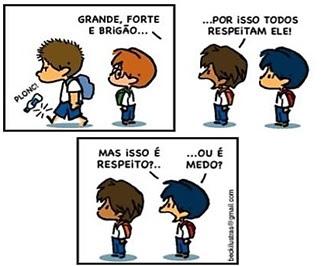 GRANDE, FORTE
E BRIGÃO...
PLONC!
...POR ISSO TODOS
RESPEITAM ELE!
MAS ISSO É
RESPEITO?..
...OU É
MEDO?
beckilustras@gmail.com